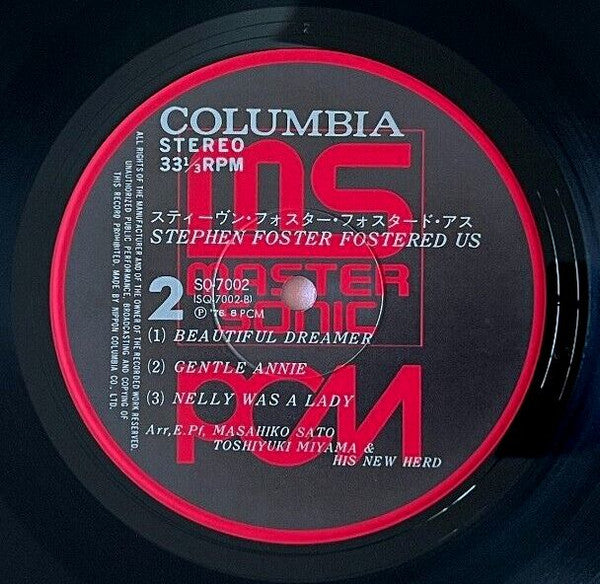 COLUMBIA
STEREO
33 1/3 RPM
MS
スティーヴン・フォスター・フォスタード・アス
STEPHEN FOSTER FOSTERED US
MASTER
SONIC
2
SQ-7002
(SQ-7002-B)
Ⓟ '76. 8 PCM
(1) BEAUTIFUL DREAMER
(2) GENTLE ANNIE
(3) NELLY WAS A LADY
PCM
Arr, E.Pf, MASAHIKO SATO
TOSHIYUKI MIYAMA &
HIS NEW HERD
ALL RIGHTS OF THE MANUFACTURER AND OF THE OWNER OF THE RECORDED WORK RESERVED.
UNAUTHORIZED PUBLIC PERFORMANCE, BROADCASTING AND COPYING OF
THIS RECORD PROHIBITED. MADE BY NIPPON COLUMBIA CO. LTD.